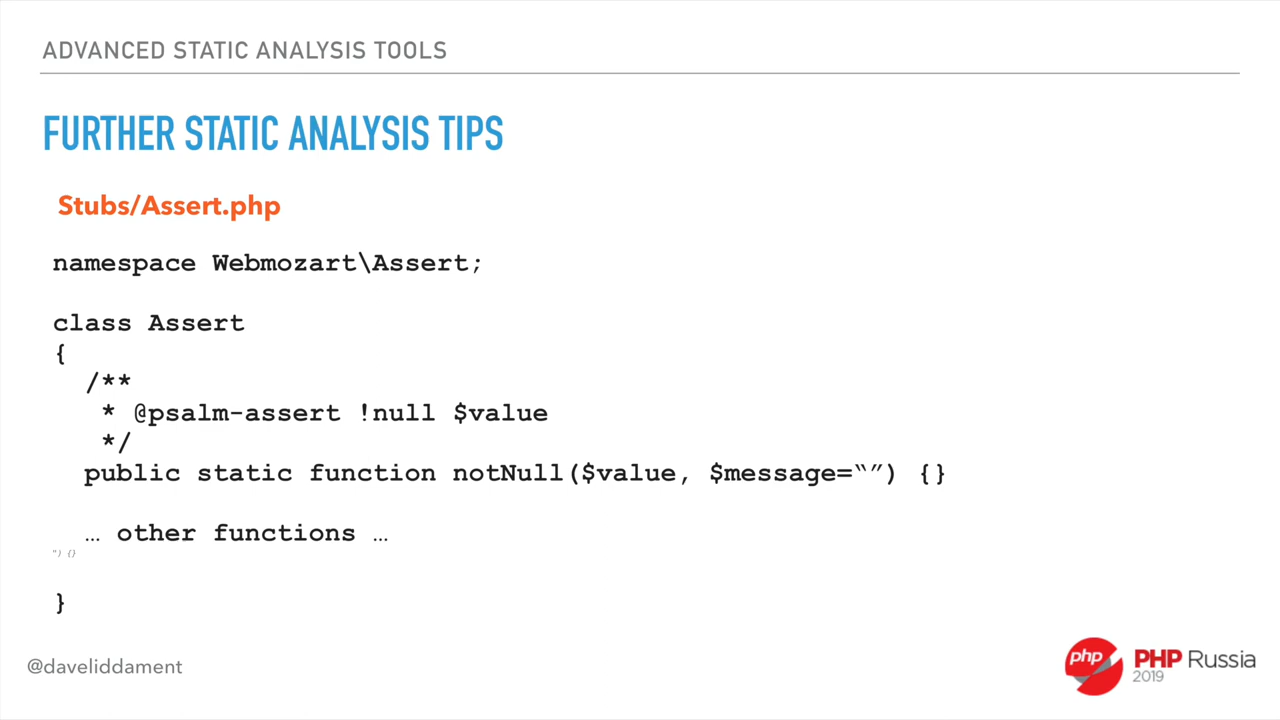 ADVANCED STATIC ANALYSIS TOOLS
FURTHER STATIC ANALYSIS TIPS
Stubs/Assert.php
namespace Webmozart\Assert;
class Assert
{
/**
* @psalm-assert !null $value
*/
public static function notNull($value, $message=“”) {}
… other functions …
") {}
}
@daveliddament
php PHP Russia
2019